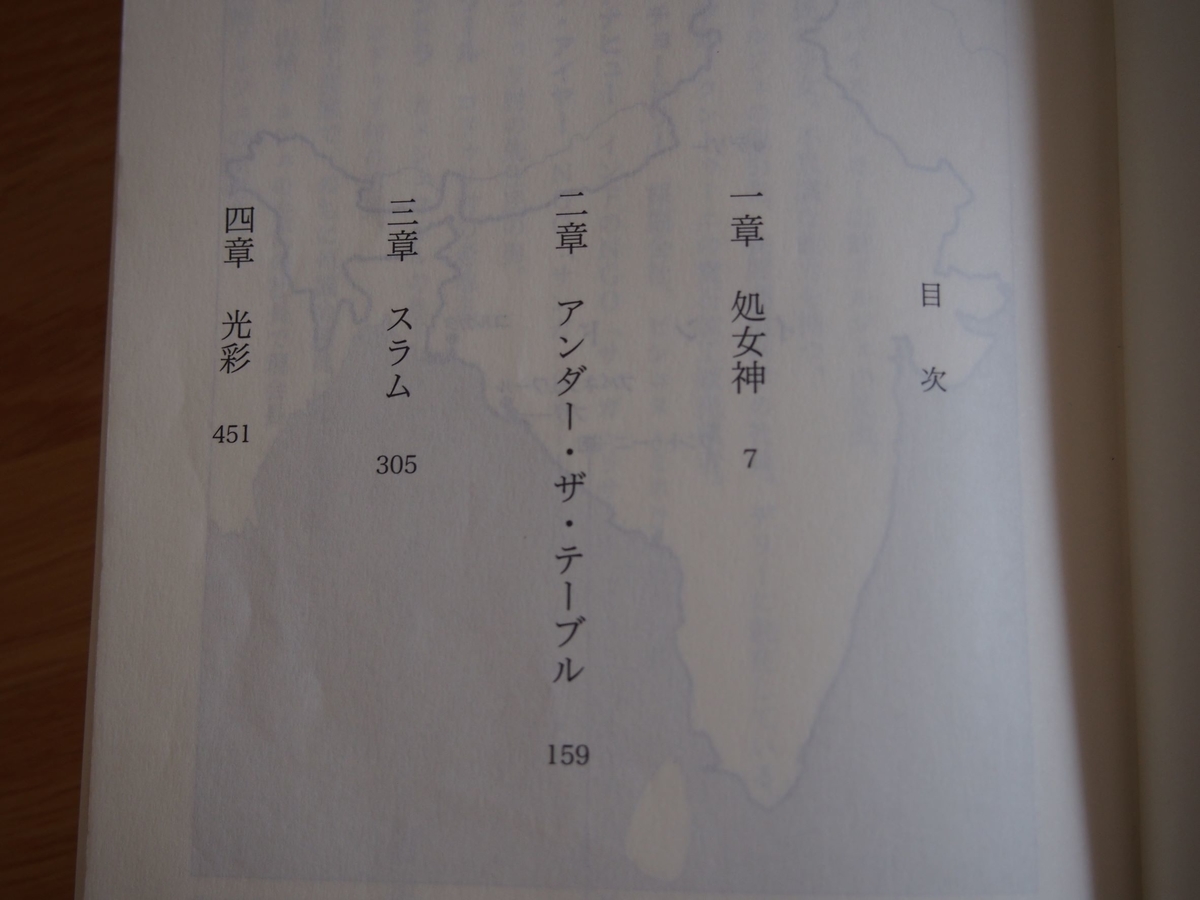 目次
一章 処女神 7
二章 アンダー・ザ・テーブル 159
三章 スラム 305
四章 光彩 451